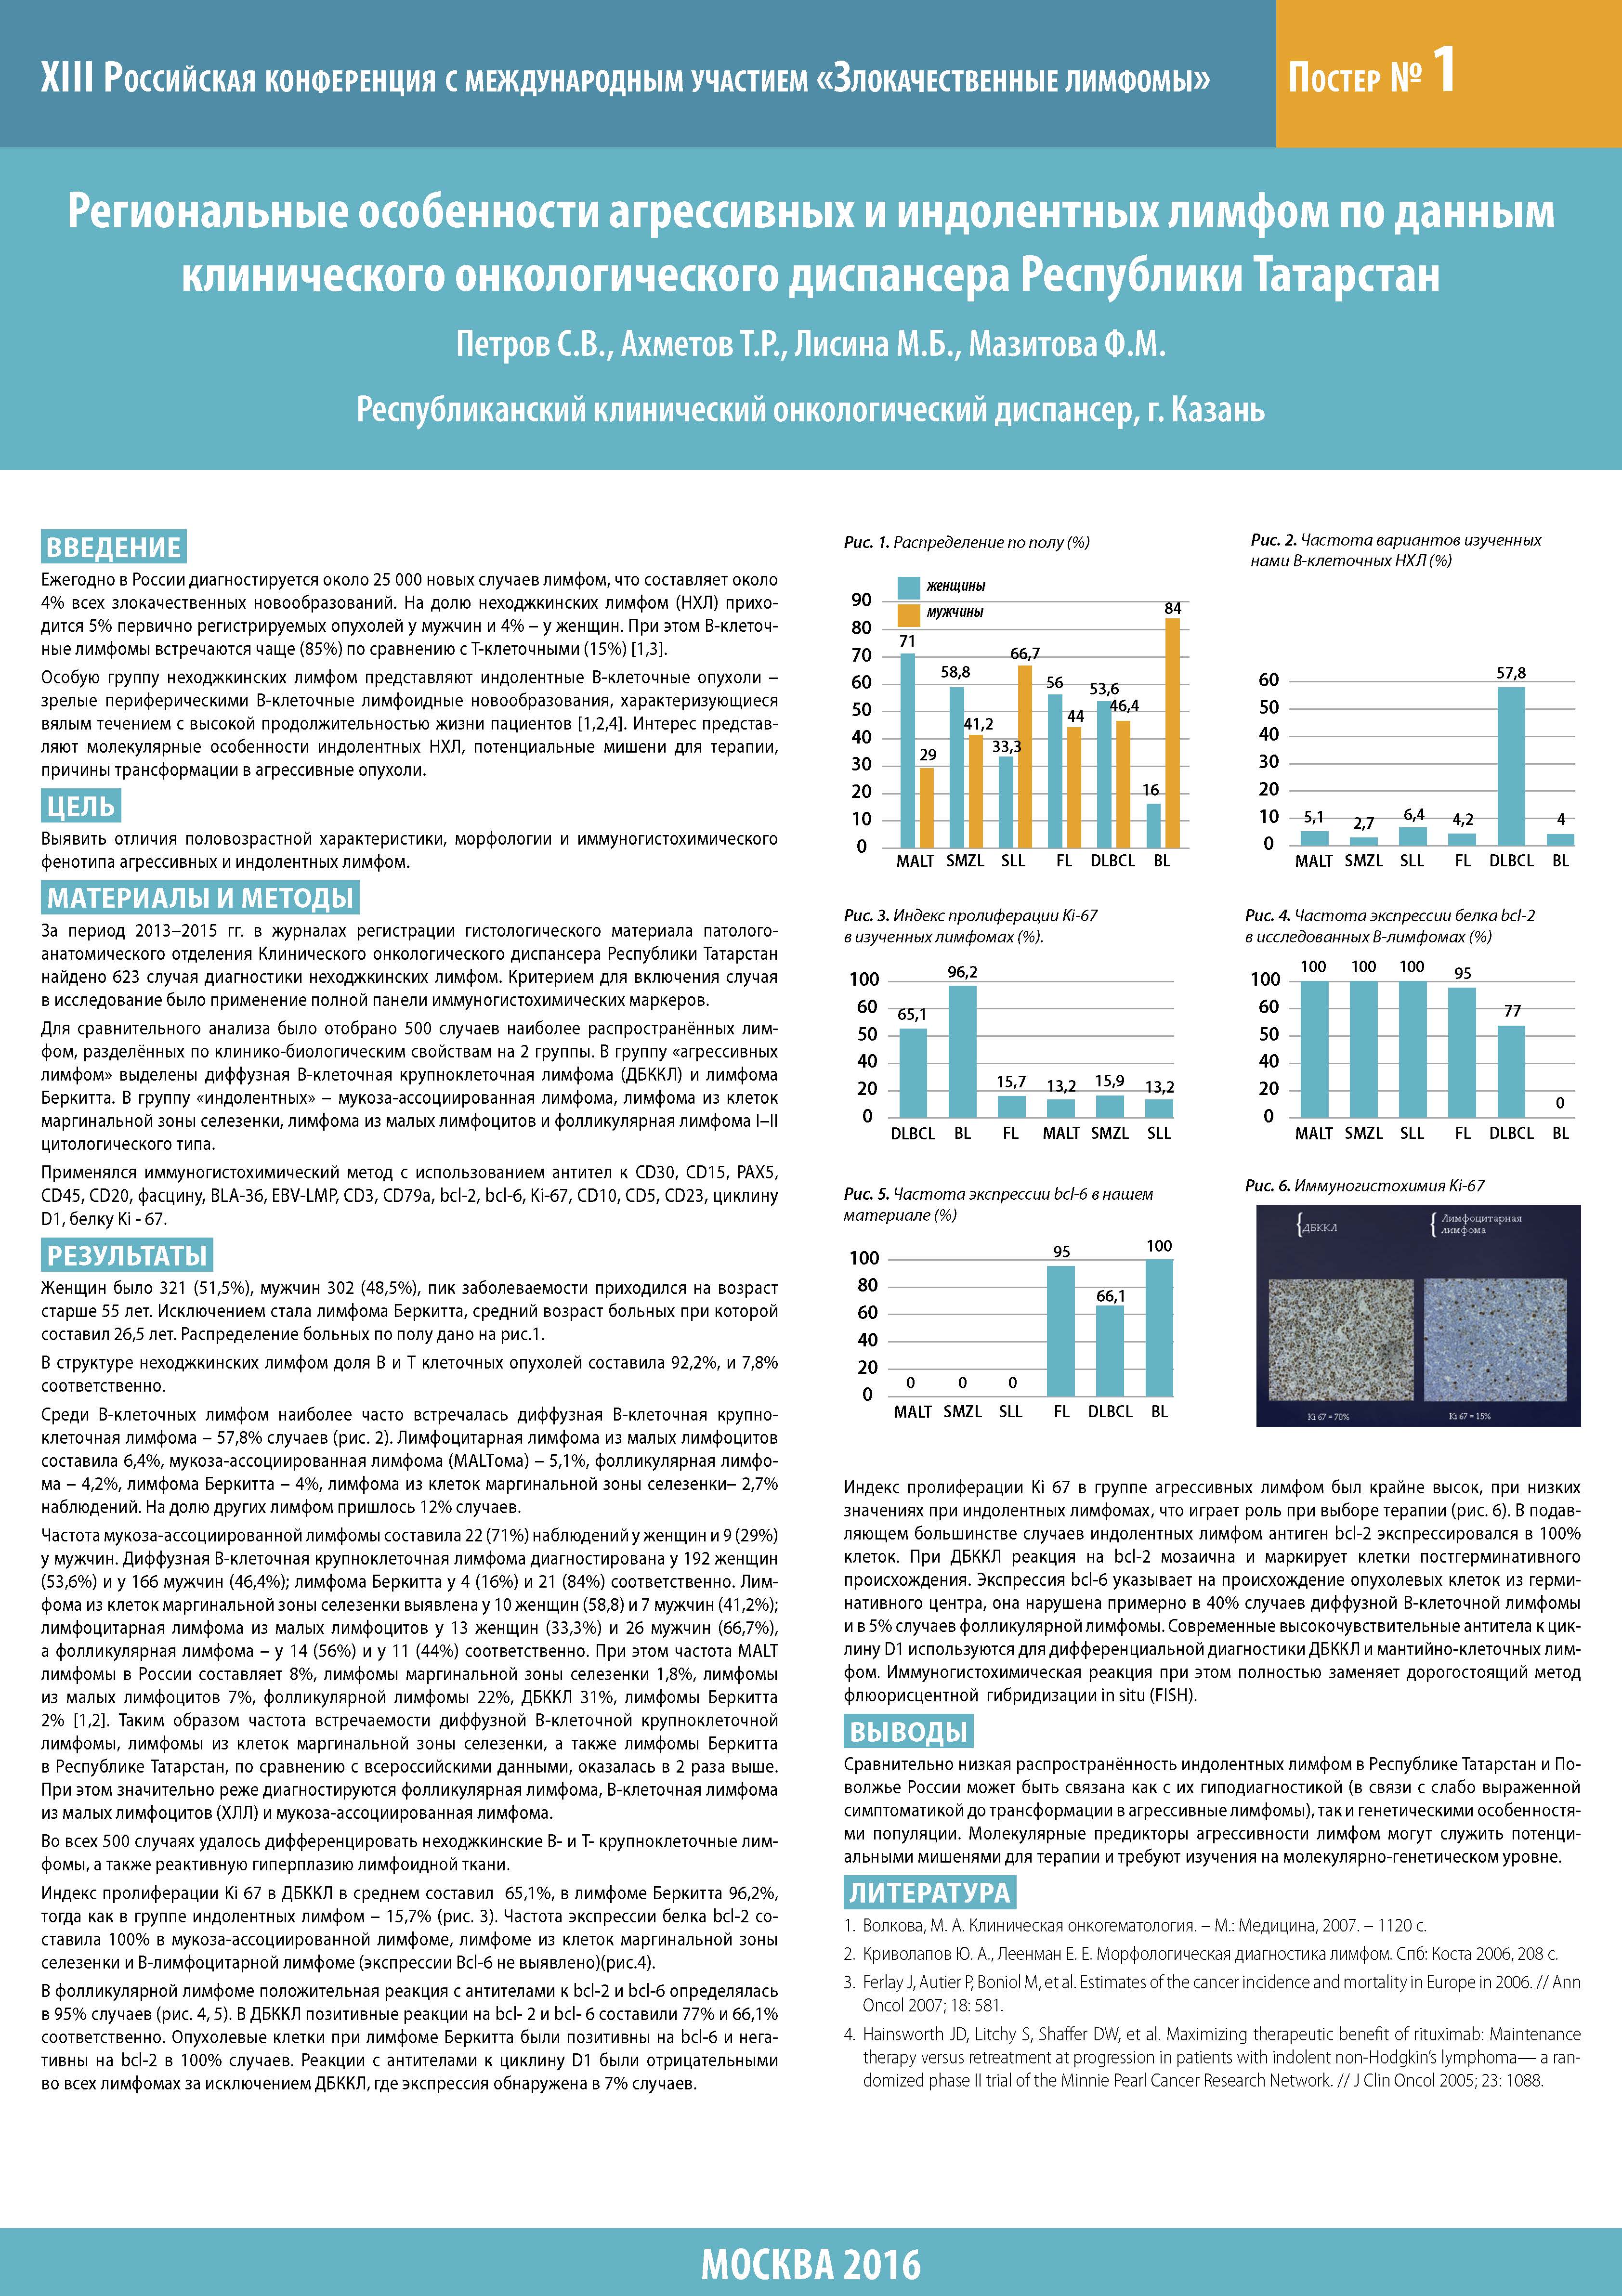 XIII Российская конференция с международным участием «Злокачественные лимфомы»
Постер № 1
Региональные особенности агрессивных и индолентных лимфом по данным
клинического онкологического диспансера Республики Татарстан
Петров С.В., Ахметов Т.Р., Лисина М.Б., Мазитова Ф.М.
Республиканский клинический онкологический диспансер, г. Казань
ВВЕДЕНИЕ
Ежегодно в России диагностируется около 25 000 новых случаев лимфом, что составляет около
4% всех злокачественных новообразований. На долю неходжкинских лимфом (НХЛ) прихо-
дится 5% первично регистрируемых опухолей у мужчин и 4% – у женщин. При этом В-клеточ-
ные лимфомы встречаются чаще (85%) по сравнению с Т-клеточными (15%) [1,3].
Особую группу неходжкинских лимфом представляют индолентные В-клеточные опухоли –
зрелые периферическими В-клеточные лимфоидные новообразования, характеризующиеся
вялым течением с высокой продолжительностью жизни пациентов [1,2,4]. Интерес представ-
ляют молекулярные особенности индолентных НХЛ, потенциальные мишени для терапии,
причины трансформации в агрессивные опухоли.
ЦЕЛЬ
Выявить отличия половозрастной характеристики, морфологии и иммуногистохимического
фенотипа агрессивных и индолентных лимфом.
МАТЕРИАЛЫ И МЕТОДЫ
За период 2013–2015 гг. в журналах регистрации гистологического материала патолого-
анатомического отделения Клинического онкологического диспансера Республики Татарстан
найдено 623 случая диагностики неходжкинских лимфом. Критерием для включения случая
в исследование было применение полной панели иммуногистохимических маркеров.
Для сравнительного анализа было отобрано 500 случаев наиболее распространённых лим-
фом, разделённых по клинико-биологическим свойствам на 2 группы. В группу «агрессивных
лимфом» выделены диффузная В-клеточная крупноклеточная лимфома (ДБККЛ) и лимфома
Беркитта. В группу «индолентных» – мукоза-ассоциированная лимфома, лимфома из клеток
маргинальной зоны селезенки, лимфома из малых лимфоцитов и фолликулярная лимфома I–II
цитологического типа.
Применялся иммуногистохимический метод с использованием антител к CD30, CD15, PAX5,
CD45, CD20, фасцину, BLA-36, EBV-LMP, CD3, CD79a, bcl-2, bcl-6, Ki-67, CD10, CD5, CD23, циклину
D1, белку Ki - 67.
РЕЗУЛЬТАТЫ
Женщин было 321 (51,5%), мужчин 302 (48,5%), пик заболеваемости приходился на возраст
старше 55 лет. Исключением стала лимфома Беркитта, средний возраст больных при которой
составил 26,5 лет. Распределение больных по полу дано на рис.1.
В структуре неходжкинских лимфом доля В и Т клеточных опухолей составила 92,2%, и 7,8%
соответственно.
Среди В-клеточных лимфом наиболее часто встречалась диффузная В-клеточная крупно-
клеточная лимфома – 57,8% случаев (рис. 2). Лимфоцитарная лимфома из малых лимфоцитов
составила 6,4%, мукоза-ассоциированная лимфома (MALTома) – 5,1%, фолликулярная лимфо-
ма – 4,2%, лимфома Беркитта – 4%, лимфома из клеток маргинальной зоны селезенки– 2,7%
наблюдений. На долю других лимфом пришлось 12% случаев.
Частота мукоза-ассоциированной лимфомы составила 22 (71%) наблюдений у женщин и 9 (29%)
у мужчин. Диффузная В-клеточная крупноклеточная лимфома диагностирована у 192 женщин
(53,6%) и у 166 мужчин (46,4%); лимфома Беркитта у 4 (16%) и 21 (84%) соответственно. Лим-
фома из клеток маргинальной зоны селезенки выявлена у 10 женщин (58,8) и 7 мужчин (41,2%);
лимфоцитарная лимфома из малых лимфоцитов у 13 женщин (33,3%) и 26 мужчин (66,7%),
а фолликулярная лимфома – у 14 (56%) и у 11 (44%) соответственно. При этом частота MALT
лимфомы в России составляет 8%, лимфомы маргинальной зоны селезенки 1,8%, лимфомы
из малых лимфоцитов 7%, фолликулярной лимфомы 22%, ДБККЛ 31%, лимфомы Беркитта
2% [1,2]. Таким образом частота встречаемости диффузной В-клеточной крупноклеточной
лимфомы, лимфомы из клеток маргинальной зоны селезенки, а также лимфомы Беркитта
в Республике Татарстан, по сравнению с всероссийскими данными, оказалась в 2 раза выше.
При этом значительно реже диагностируются фолликулярная лимфома, В-клеточная лимфома
из малых лимфоцитов (ХЛЛ) и мукоза-ассоциированная лимфома.
Во всех 500 случаях удалось дифференцировать неходжкинские В- и Т- крупноклеточные лим-
фомы, а также реактивную гиперплазию лимфоидной ткани.
Индекс пролиферации Ki 67 в ДБККЛ в среднем составил 65,1%, в лимфоме Беркитта 96,2%,
тогда как в группе индолентных лимфом – 15,7% (рис. 3). Частота экспрессии белка bcl-2 со-
ставила 100% в мукоза-ассоциированной лимфоме, лимфоме из клеток маргинальной зоны
селезенки и В-лимфоцитарной лимфоме (экспрессии Bcl-6 не выявлено)(рис.4).
В фолликулярной лимфоме положительная реакция с антителами к bcl-2 и bcl-6 определялась
в 95% случаев (рис. 4, 5). В ДБККЛ позитивные реакции на bcl- 2 и bcl- 6 составили 77% и 66,1%
соответственно. Опухолевые клетки при лимфоме Беркитта были позитивны на bcl-6 и нега-
тивны на bcl-2 в 100% случаев. Реакции с антителами к циклину D1 были отрицательными
во всех лимфомах за исключением ДБККЛ, где экспрессия обнаружена в 7% случаев.
Рис. 1. Распределение по полу (%)
женщины
мужчины
90
80
70
60
50
40
30
20
10
0
71
29
58,8
41,2
33,3
66,7
56
44
53,6
46,4
16
84
MALT SMZL SLL FL DLBCL BL
Рис. 2. Частота вариантов изученных
нами В-клеточных НХЛ (%)
60
50
40
30
20
10
0
5,1
2,7
6,4
4,2
57,8
4
MALT SMZL SLL FL DLBCL BL
Рис. 3. Индекс пролиферации Ki-67
в изученных лимфомах (%).
100
60
50
40
20
0
65,1
96,2
15,7
13,2
15,9
13,2
DLBCL BL FL MALT SMZL SLL
Рис. 4. Частота экспрессии белка bcl-2
в исследованных В-лимфомах (%)
100
60
50
40
20
0
100
100
100
95
77
0
MALT SMZL SLL FL DLBCL BL
Рис. 5. Частота экспрессии bcl-6 в нашем
материале (%)
100
80
60
40
20
0
0
0
0
95
66,1
100
MALT SMZL SLL FL DLBCL BL
Рис. 6. Иммуногистохимия Ki-67
ДБККЛ
Лимфоцитарная
лимфома
Ki 67 = 70%
Ki 67 = 15%
Индекс пролиферации Ki 67 в группе агрессивных лимфом был крайне высок, при низких
значениях при индолентных лимфомах, что играет роль при выборе терапии (рис. 6). В подав-
ляющем большинстве случаев индолентных лимфом антиген bcl-2 экспрессировался в 100%
клеток. При ДБККЛ реакция на bcl-2 мозаична и маркирует клетки постгерминативного
происхождения. Экспрессия bcl-6 указывает на происхождение опухолевых клеток из герми-
нативного центра, она нарушена примерно в 40% случаев диффузной В-клеточной лимфомы
и в 5% случаев фолликулярной лимфомы. Современные высокочувствительные антитела к цик-
лину D1 используются для дифференциальной диагностики ДБККЛ и мантийно-клеточных лим-
фом. Иммуногистохимическая реакция при этом полностью заменяет дорогостоящий метод
флюорисцентной гибридизации in situ (FISH).
ВЫВОДЫ
Сравнительно низкая распространённость индолентных лимфом в Республике Татарстан и По-
волжье России может быть связана как с их гиподиагностикой (в связи с слабо выраженной
симптоматикой до трансформации в агрессивные лимфомы), так и генетическими особенностя-
ми популяции. Молекулярные предикторы агрессивности лимфом могут служить потенци-
альными мишенями для терапии и требуют изучения на молекулярно-генетическом уровне.
ЛИТЕРАТУРА
1. Волкова, М. А. Клиническая онкогематология. – М.: Медицина, 2007. – 1120 с.
2. Криволапов Ю. А., Леенман Е. Е. Морфологическая диагностика лимфом. Спб: Коста 2006, 208 с.
3. Ferlay J, Autier P, Boniol M, et al. Estimates of the cancer incidence and mortality in Europe in 2006. // Ann
Oncol 2007; 18: 581.
4. Hainsworth JD, Litchy S, Shaffer DW, et al. Maximizing therapeutic benefit of rituximab: Maintenance
therapy versus retreatment at progression in patients with indolent non-Hodgkin's lymphoma— a ran-
domized phase II trial of the Minnie Pearl Cancer Research Network. // J Clin Oncol 2005; 23: 1088.
МОСКВА 2016